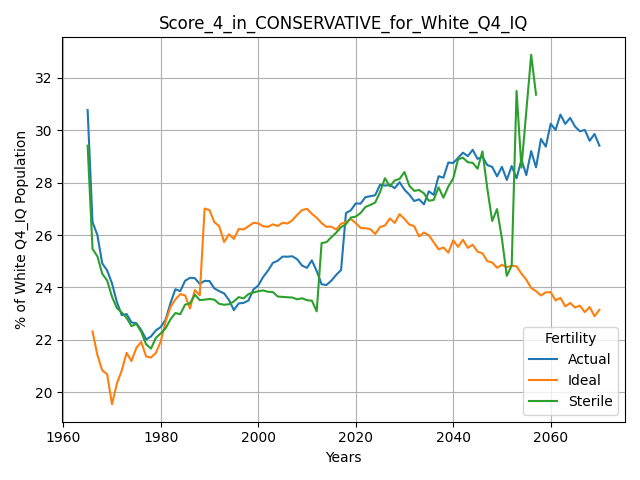 Score_4_in_CONSERVATIVE_for_White_Q4_IQ
% of White Q4_IQ Population
32
30
28
26
24
22
20
1960
1980
2000
2020
2040
2060
Years
Fertility
Actual
Ideal
Sterile